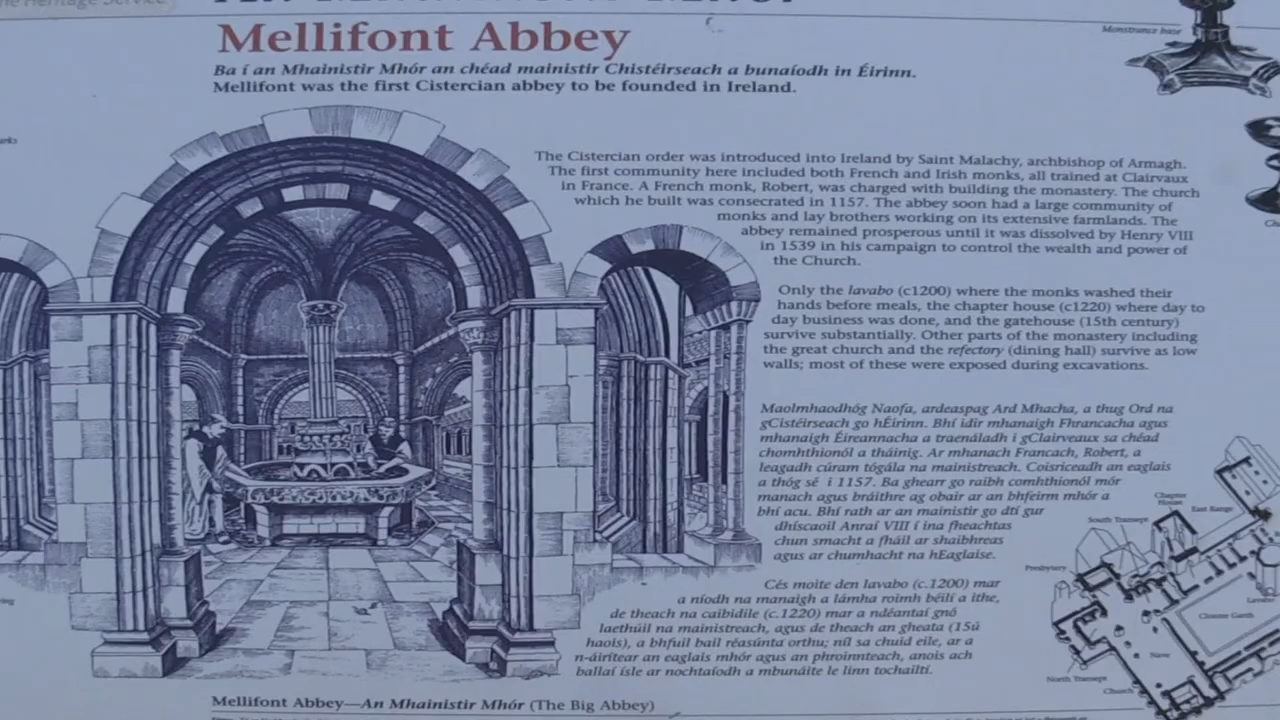 The Heritage Service
Mellifont Abbey
Ba í an Mhainistir Mhór an chéad mainistir Chistéirseach a bunaíodh in Éirinn.
Mellifont was the first Cistercian abbey to be founded in Ireland.
Monstrance base
The Cistercian order was introduced into Ireland by Saint Malachy, archbishop of Armagh.
The first community here included both French and Irish monks, all trained at Clairvaux
in France. A French monk, Robert, was charged with building the monastery. The church
which he built was consecrated in 1157. The abbey soon had a large community of
monks and lay brothers working on its extensive farmlands. The
abbey remained prosperous until it was dissolved by Henry VIII
in 1539 in his campaign to control the wealth and power of
the Church.
Only the lavabo (c1200) where the monks washed their
hands before meals, the chapter house (c1220) where day to
day business was done, and the gatehouse (15th century)
survive substantially. Other parts of the monastery including
the great church and the refectory (dining hall) survive as low
walls; most of these were exposed during excavations.
Maolmhaodhóg Naofa, ardeaspag Ard Mhacha, a thug Ord na
gCistéirseach go hÉirinn. Bhí idir mhanaigh Fhrancacha agus
mhanaigh Éireannacha a traenáladh i gClairveaux sa chéad
chomhthionól a tháinig. Ar mhanach Francach, Robert, a
leagadh cúram tógála na mainistreach. Coisriceadh an eaglais
a thóg sé i 1157. Ba ghearr go raibh comhthionól mór
manach agus bráithre ag obair ar an bhfeirm mhór a
bhí acu. Bhí rath ar an mainistir go dtí gur
dhíscaoil Anraí VIII í ina fheachtas
chun smacht a fháil ar shaibhreas
agus ar chumhacht na hEaglaise.
Cés moite den lavabo (c.1200) mar
a níodh na manaigh a lámha roimh béilí a ithe,
de theach na caibidile (c.1220) mar a ndéantaí gnó
laethúil na mainistreach, agus de theach an gheata (15ú
haois), a bhfuil bail réasúnta orthu; níl sa chuid eile, ar a
n-áirítear an eaglais mhór agus an phroinnteach, anois ach
ballaí ísle ar nochtaíodh a mbunáite le linn tochailtí.
Chapter
House
East Range
South Transept
Presbytery
Lavabo
Cloister Garth
Nave
North Transept
Church
Mellifont Abbey—An Mhainistir Mhór (The Big Abbey)